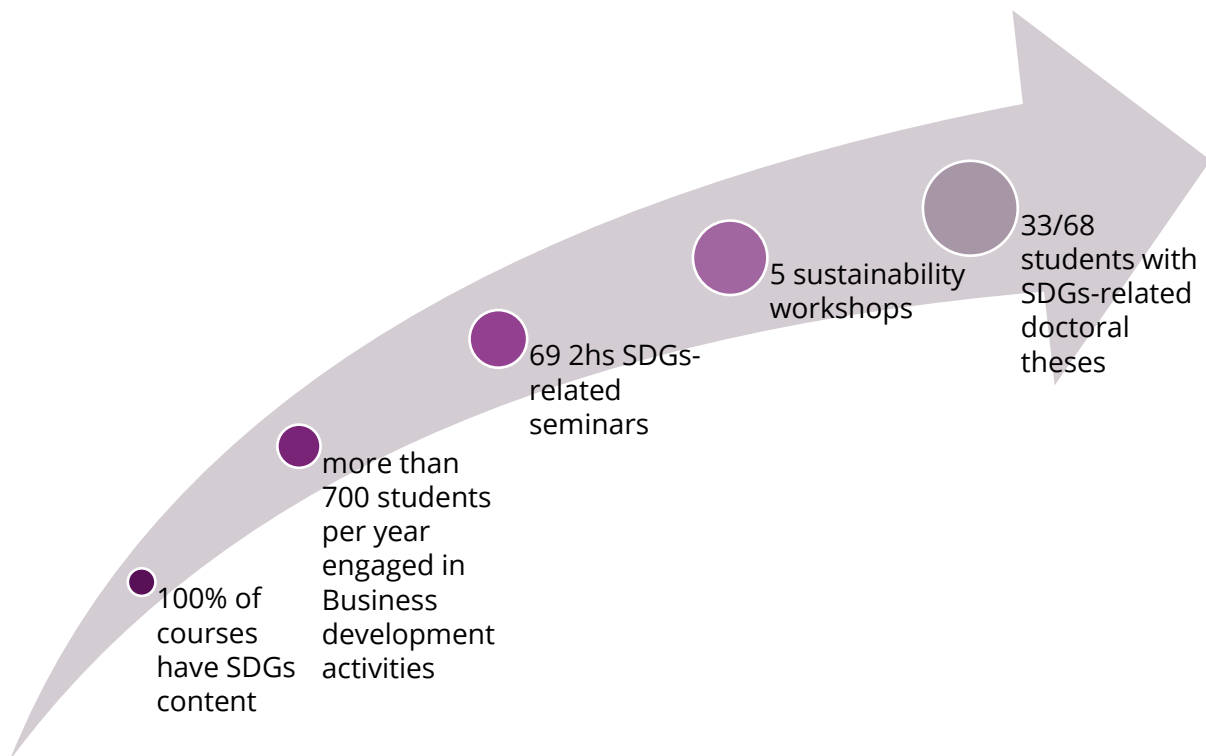 100% of
courses
have SDGs
content
more than
700 students
per year
engaged in
Business
development
activities
69 2hs SDGs-
related
seminars
5 sustainability
workshops
33/68
students with
SDGs-related
doctoral
theses